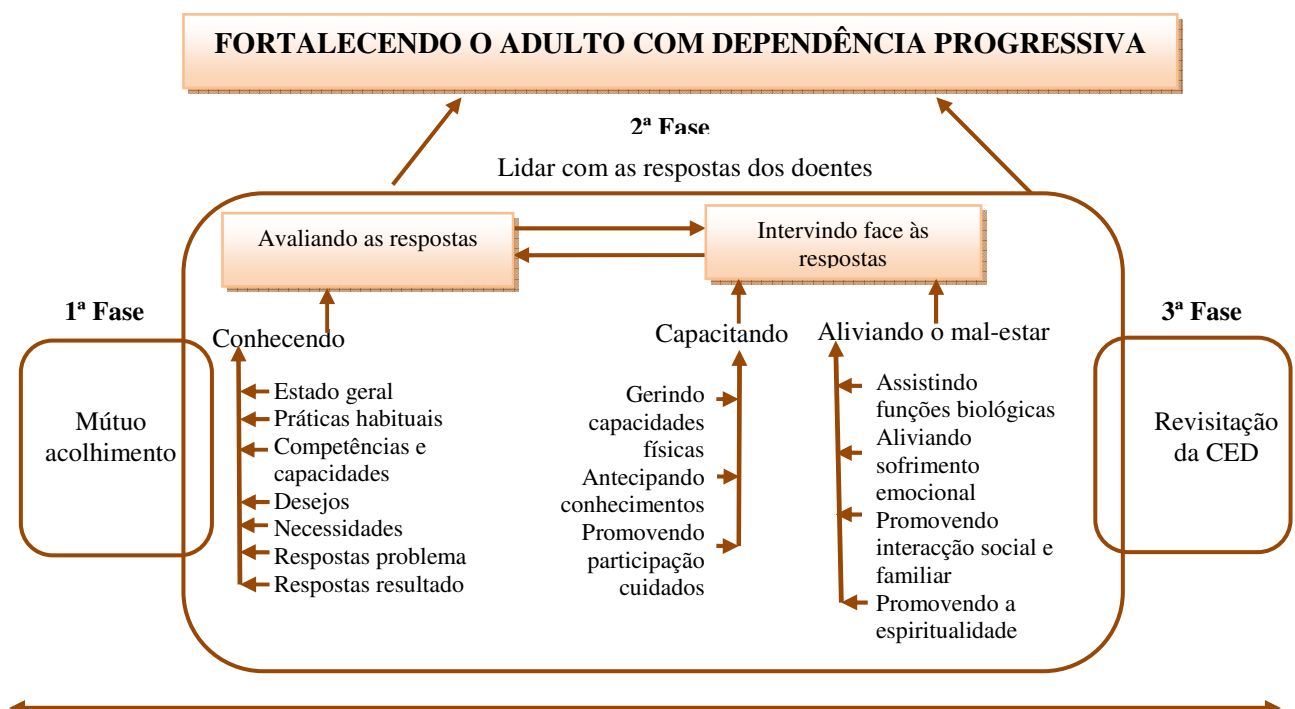 FORTALECENDO O ADULTO COM DEPENDÊNCIA PROGRESSIVA
2ª Fase
Lidar com as respostas dos doentes
Avaliando as respostas
Intervindo face às
respostas
1ª Fase
Mútuo
acolhimento
Conhecendo
Estado geral
Práticas habituais
Competências e
capacidades
Desejos
Necessidades
Respostas problema
Respostas resultado
Capacitando
Gerindo
capacidades
físicas
Antecipando
conhecimentos
Promovendo
participação
cuidados
Aliviando o mal-estar
Assistindo
funções biológicas
Aliviando
sofrimento
emocional
Promovendo
interacção social e
familiar
Promovendo a
espiritualidade
3ª Fase
Revisitação
da CED